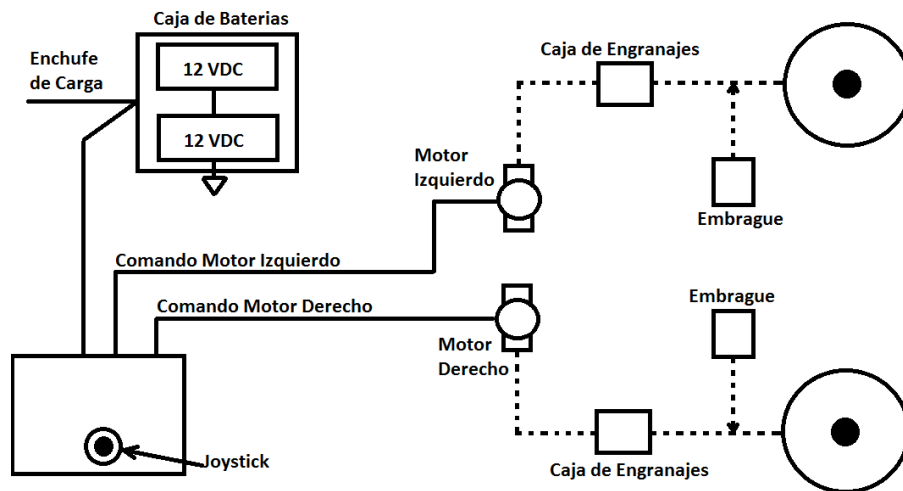 Caja de Baterias
Enchufe
de Carga
12 VDC
12 VDC
Caja de Engranajes
Motor
Izquierdo
Embrague
Comando Motor Izquierdo
Comando Motor Derecho
Embrague
Motor
Derecho
Caja de Engranajes
Joystick